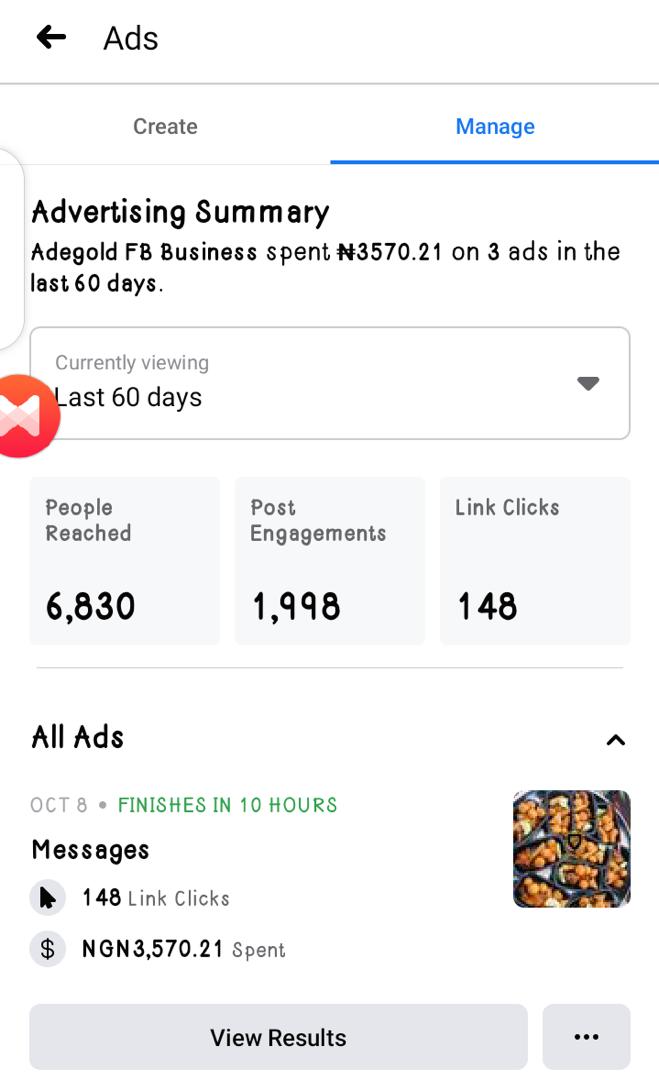 Ads
Create
Manage
Advertising Summary
Adegold FB Business spent ₦3570.21 on 3 ads in the
last 60 days.
Currently viewing
Last 60 days
People
Reached
6,830
Post
Engagements
1,998
Link Clicks
148
All Ads
OCT 8 • FINISHES IN 10 HOURS
Messages
148 Link Clicks
$ NGN3,570.21 Spent
View Results